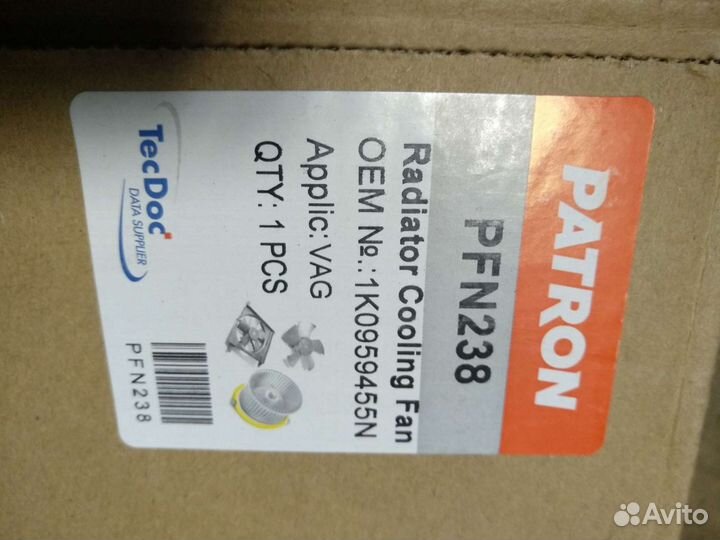 PATRON
PFN238
Radiator Cooling Fan
OEM №.:1K0959455N
Applic:VAG
QTY: 1 PCS
TecDoc
DATA SUPPLIER
PFN238
Avito